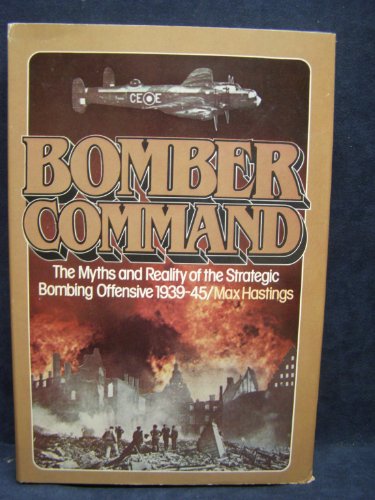 CE E
BOMBER
COMMAND
The Myths and Reality of the Strategic
Bombing Offensive 1939-45/Max Hastings